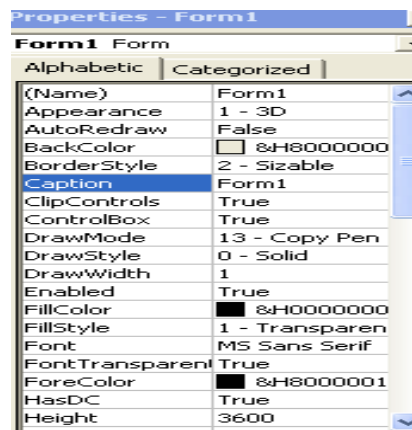 Properties - Form1
Form1 Form
Alphabetic Categorized
(Name) Form1
Appearance 1 - 3D
AutoRedraw False
BackColor &H8000000
BorderStyle 2 - Sizable
Caption Form1
ClipControls True
ControlBox True
DrawMode 13 - Copy Pen
DrawStyle 0 - Solid
DrawWidth 1
Enabled True
FillColor &H00000000
FillStyle 1 - Transparen
Font MS Sans Serif
FontTransparent True
ForeColor &H8000001
HasDC True
Height 3600